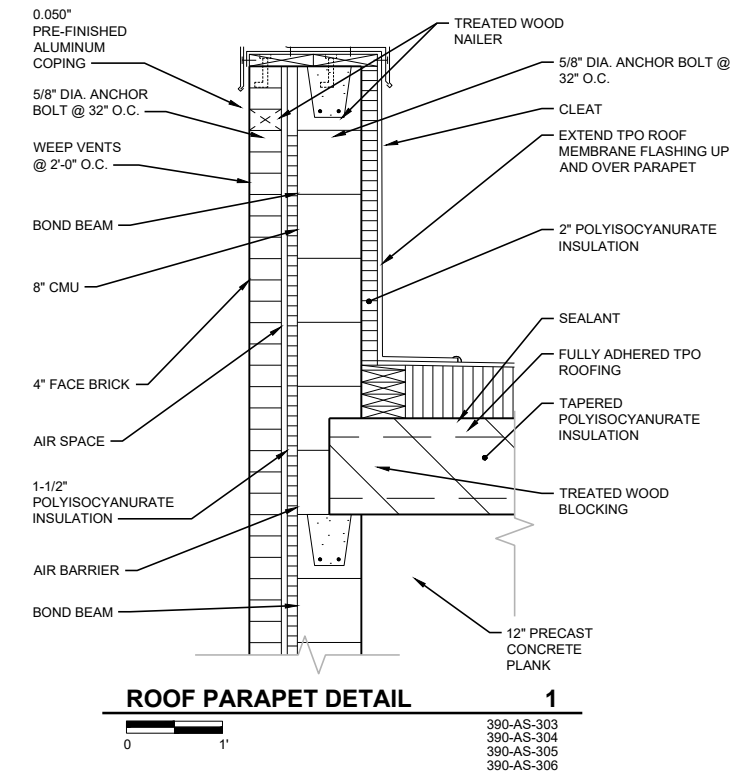 0.050"
PRE-FINISHED
ALUMINUM
COPING
5/8" DIA. ANCHOR
BOLT @ 32" O.C.
WEEP VENTS
@ 2'-0" O.C.
BOND BEAM
8" CMU
4" FACE BRICK
AIR SPACE
1-1/2"
POLYISOCYANURATE
INSULATION
AIR BARRIER
BOND BEAM
TREATED WOOD
NAILER
5/8" DIA. ANCHOR BOLT @
32" O.C.
CLEAT
EXTEND TPO ROOF
MEMBRANE FLASHING UP
AND OVER PARAPET
2" POLYISOCYANURATE
INSULATION
SEALANT
FULLY ADHERED TPO
ROOFING
TAPERED
POLYISOCYANURATE
INSULATION
TREATED WOOD
BLOCKING
12" PRECAST
CONCRETE
PLANK
ROOF PARAPET DETAIL 1
0 1'
390-AS-303
390-AS-304
390-AS-305
390-AS-306